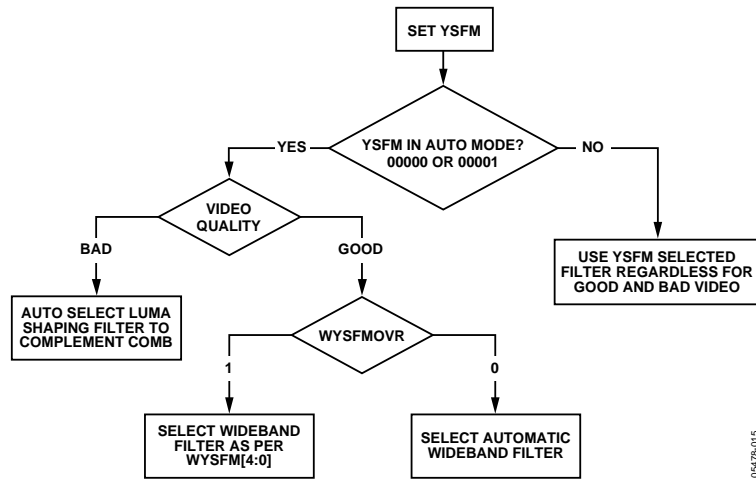 SET YSFM
YSFM IN AUTO MODE?
00000 OR 00001
YES
NO
VIDEO
QUALITY
BAD
GOOD
USE YSFM SELECTED
FILTER REGARDLESS FOR
GOOD AND BAD VIDEO
AUTO SELECT LUMA
SHAPING FILTER TO
COMPLEMENT COMB
WYSFMOVR
1
0
SELECT WIDEBAND
FILTER AS PER
WYSFM[4:0]
SELECT AUTOMATIC
WIDEBAND FILTER
05478-015